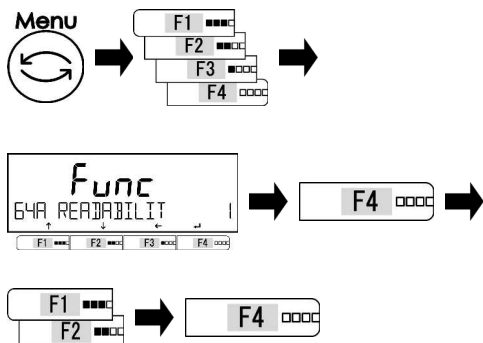 Menu
F1
F2
F3
F4
Func
64A READABILIT 1
↑ ↓ ← ↵
F1 F2 F3 F4
F4
F1
F2
F4